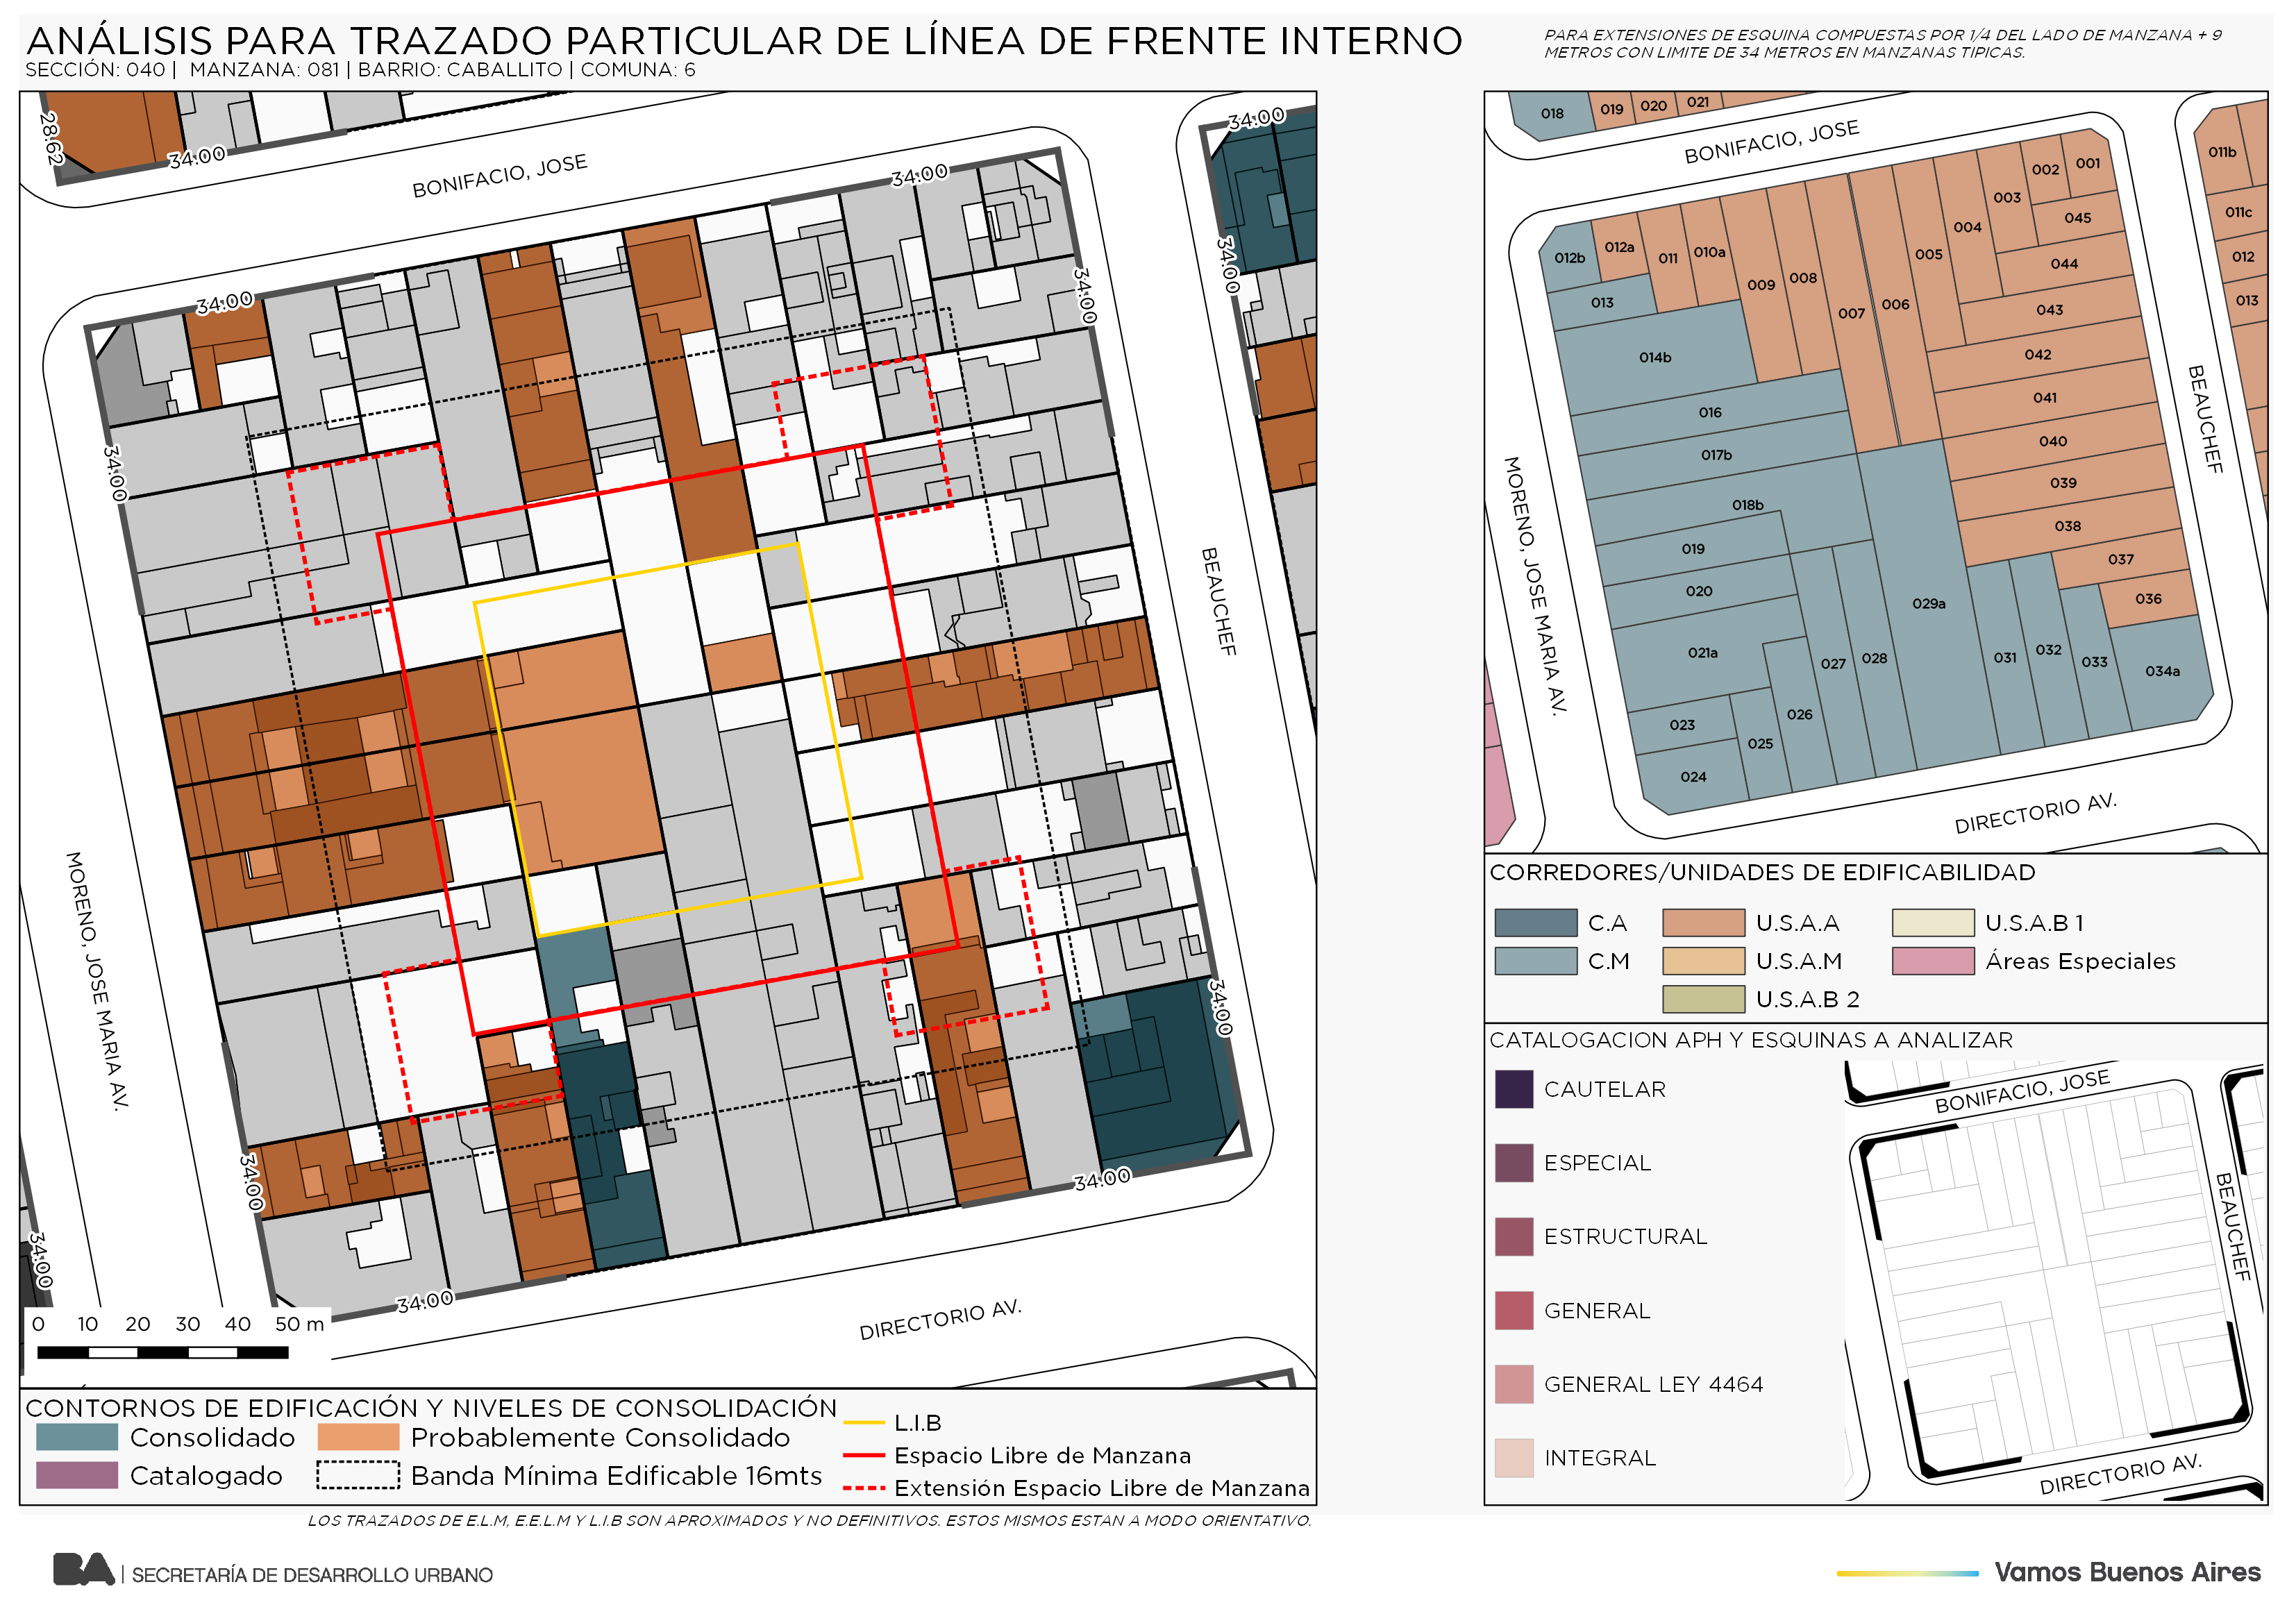 ANÁLISIS PARA TRAZADO PARTICULAR DE LÍNEA DE FRENTE INTERNO
SECCIÓN: 040 | MANZANA: 081 | BARRIO: CABALLITO | COMUNA: 6
PARA EXTENSIONES DE ESQUINA COMPUESTAS POR 1/4 DEL LADO DE MANZANA + 9
METROS CON LIMITE DE 34 METROS EN MANZANAS TIPICAS.
28.62
34.00
BONIFACIO, JOSE
34.00
34.00
34.00
34.00
34.00
34.00
BEAUCHEF
MORENO, JOSE MARIA AV.
34.00
34.00
34.00
34.00
34.00
DIRECTORIO AV.
0 10 20 30 40 50 m
CONTORNOS DE EDIFICACIÓN Y NIVELES DE CONSOLIDACIÓN
Consolidado
Probablemente Consolidado
Catalogado
Banda Mínima Edificable 16mts
L.I.B
Espacio Libre de Manzana
Extensión Espacio Libre de Manzana
LOS TRAZADOS DE E.L.M, E.E.L.M Y L.I.B SON APROXIMADOS Y NO DEFINITIVOS. ESTOS MISMOS ESTAN A MODO ORIENTATIVO.
018
019
020
021
BONIFACIO, JOSE
011b
011c
012
013
012b
012a
011
010a
009
008
007
006
005
004
003
002
001
045
044
043
042
041
040
039
038
037
036
013
014b
016
017b
018b
019
020
021a
023
024
025
026
027
028
029a
031
032
033
034a
MORENO, JOSE MARIA AV.
BEAUCHEF
DIRECTORIO AV.
CORREDORES/UNIDADES DE EDIFICABILIDAD
C.A
U.S.A.A
U.S.A.B 1
C.M
U.S.A.M
Áreas Especiales
U.S.A.B 2
CATALOGACION APH Y ESQUINAS A ANALIZAR
CAUTELAR
ESPECIAL
ESTRUCTURAL
GENERAL
GENERAL LEY 4464
INTEGRAL
BONIFACIO, JOSE
BEAUCHEF
DIRECTORIO AV.
BA | SECRETARÍA DE DESARROLLO URBANO
Vamos Buenos Aires